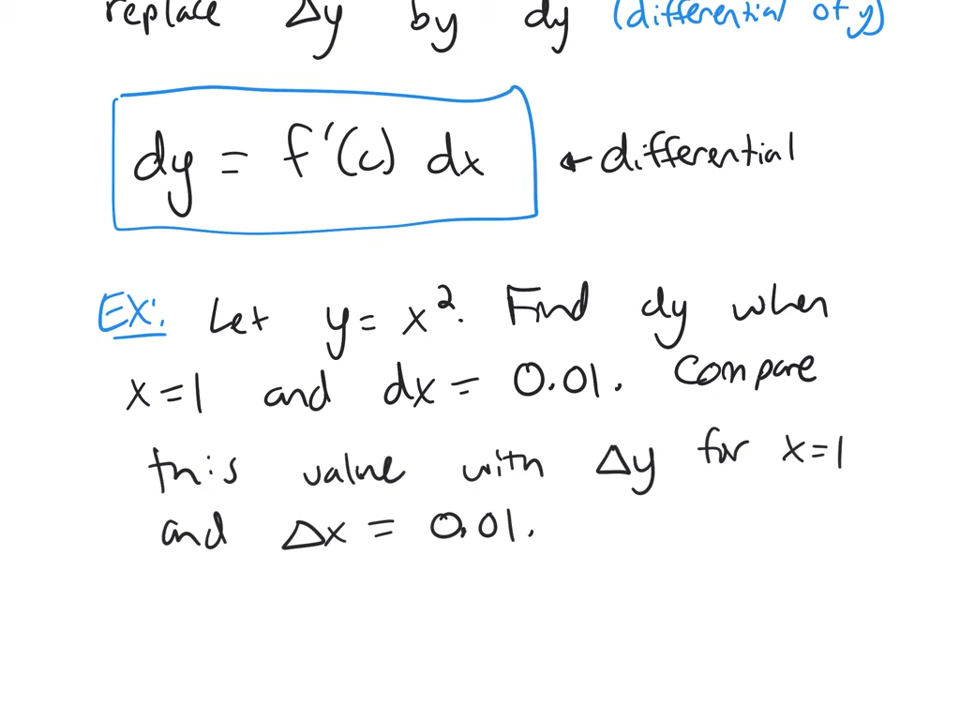 replace Δy by dy (differential of y)
dy = f'(c) dx ← differential
EX: Let y = x². Find dy when
x = 1 and dx = 0.01. Compare
this value with Δy for x = 1
and Δx = 0.01.